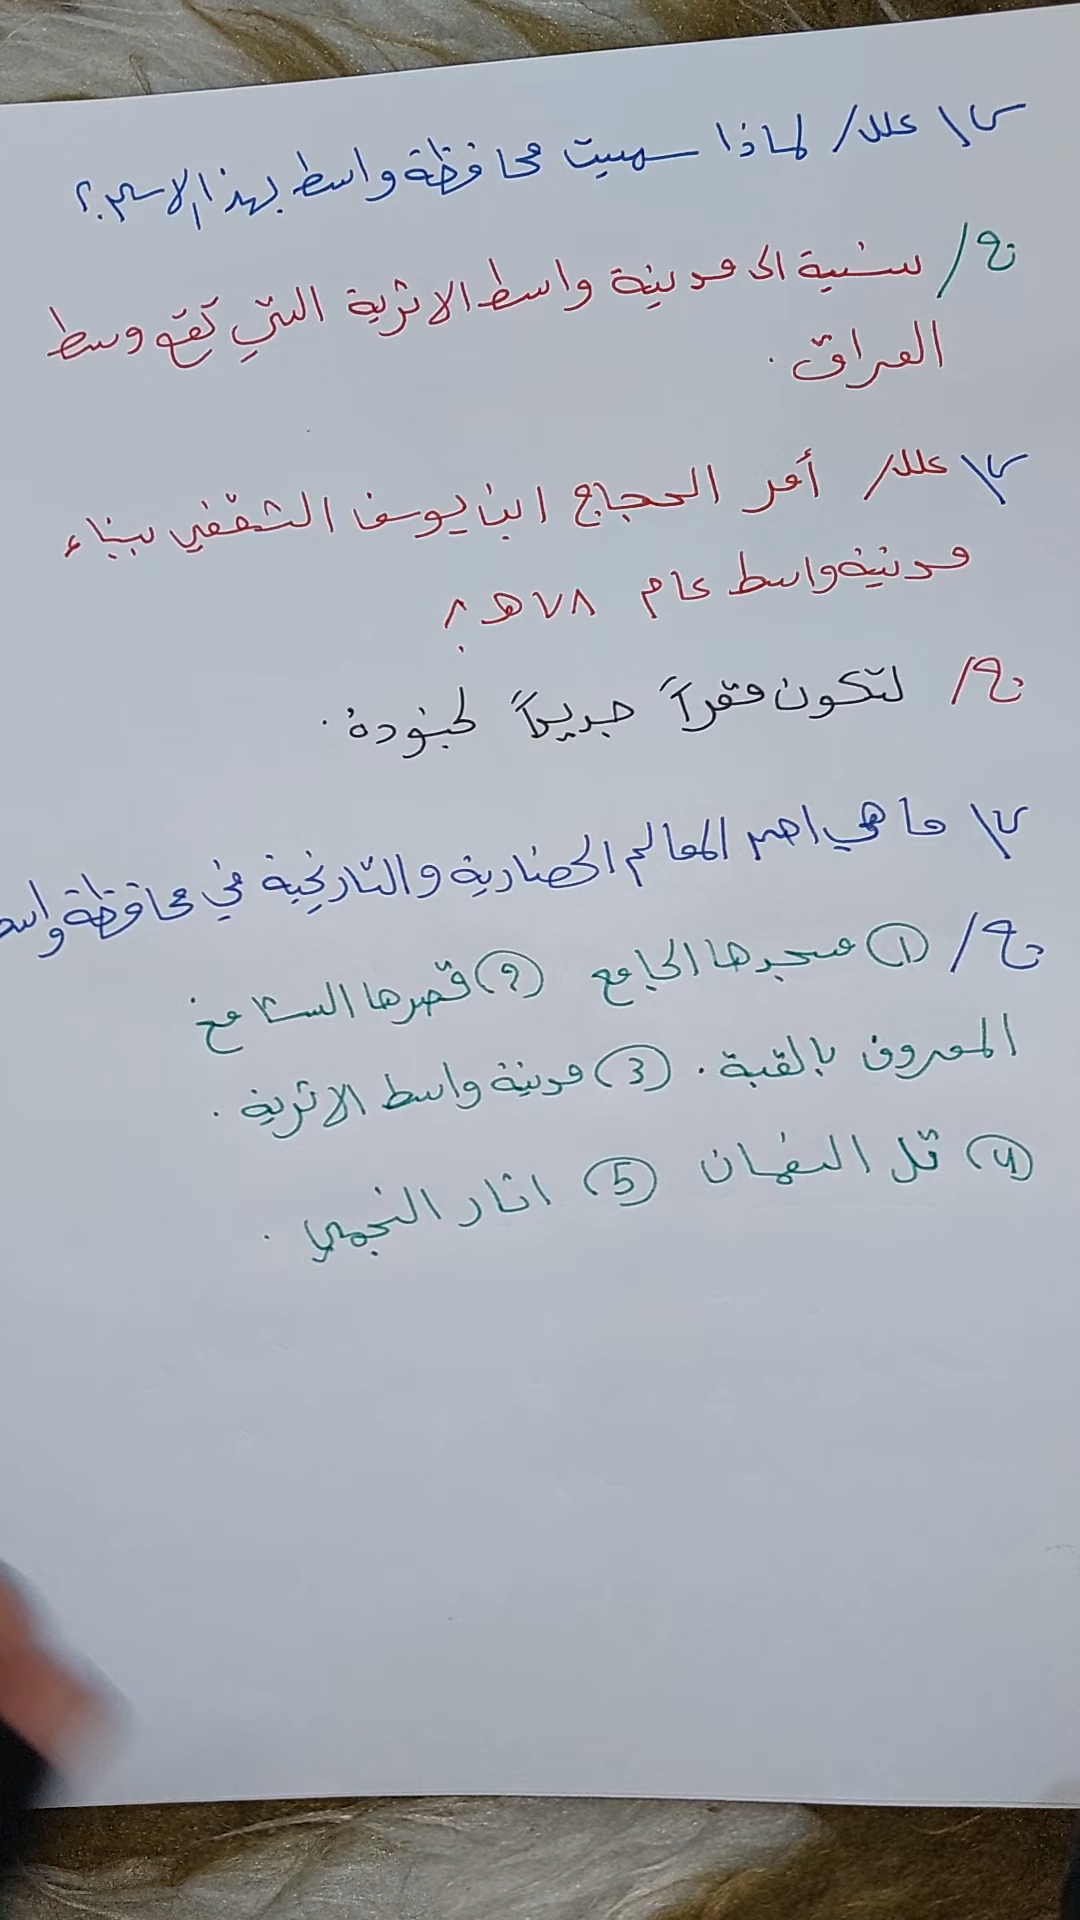 س١ علل/ لماذا سميت محافظة واسط بهذا الاسم؟
ج/ نسبة الى مدينة واسط الاثرية التي تقع وسط
العراق.
س١ علل/ أمر الحجاج ابن يوسف الثقفي ببناء
مدينة واسط عام ٧٨ هـ؟
ج/ لتكون مقراً جديداً لجنوده.
س١ ما هي اهم المعالم الحضارية والتاريخية في محافظة واسط
ج/ ① مسجدها الجامع ② قصرها الشامخ
المعروف بالقبة. ③ مدينة واسط الاثرية.
④ تل النعمان ⑤ اثار النجمي.